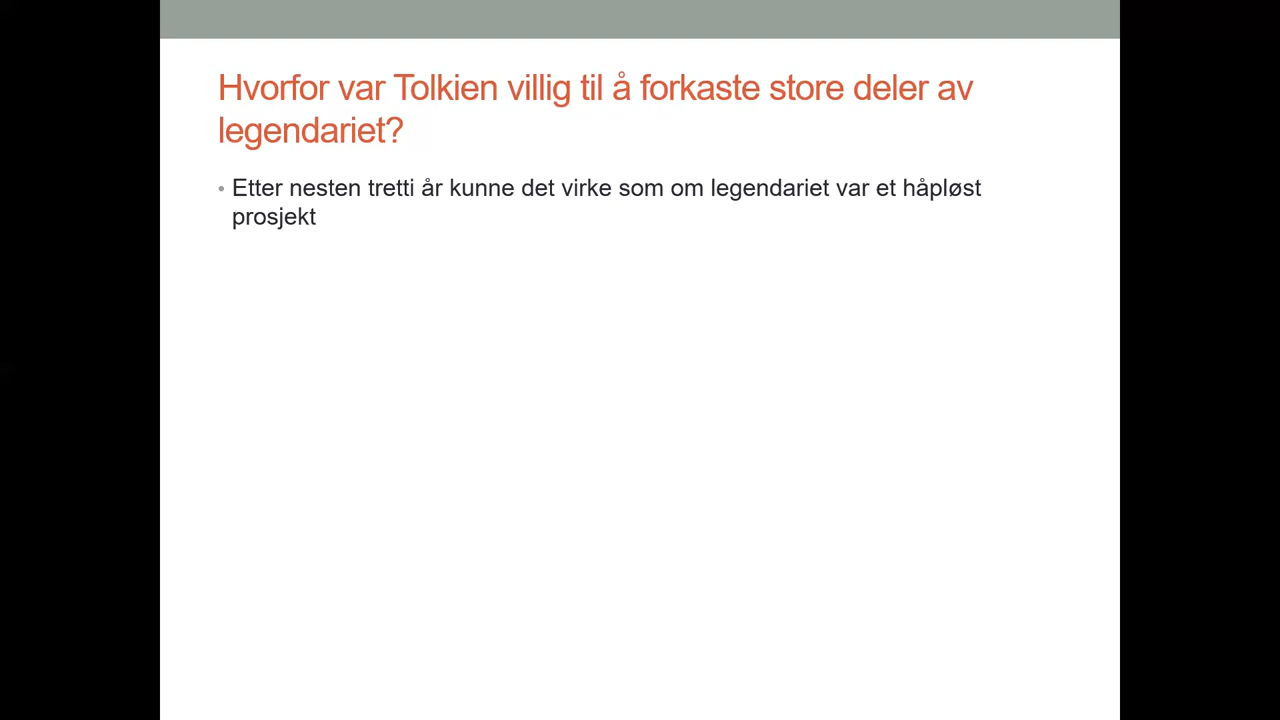 Hvorfor var Tolkien villig til å forkaste store deler av
legendariet?
• Etter nesten tretti år kunne det virke som om legendariet var et håpløst
prosjekt